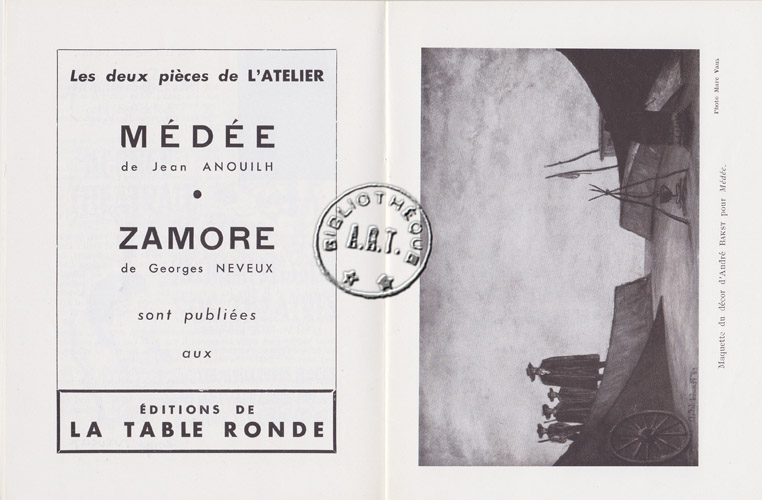 Les deux pièces de L'ATELIER
MÉDÉE
de Jean ANOUILH
•
ZAMORE
de Georges NEVEUX
sont publiées
aux
ÉDITIONS DE
LA TABLE RONDE
BIBLIOTHÈQUE
A.R.T.
Photo Marc Vaux
Maquette du décor d'André BAKST pour Médée.